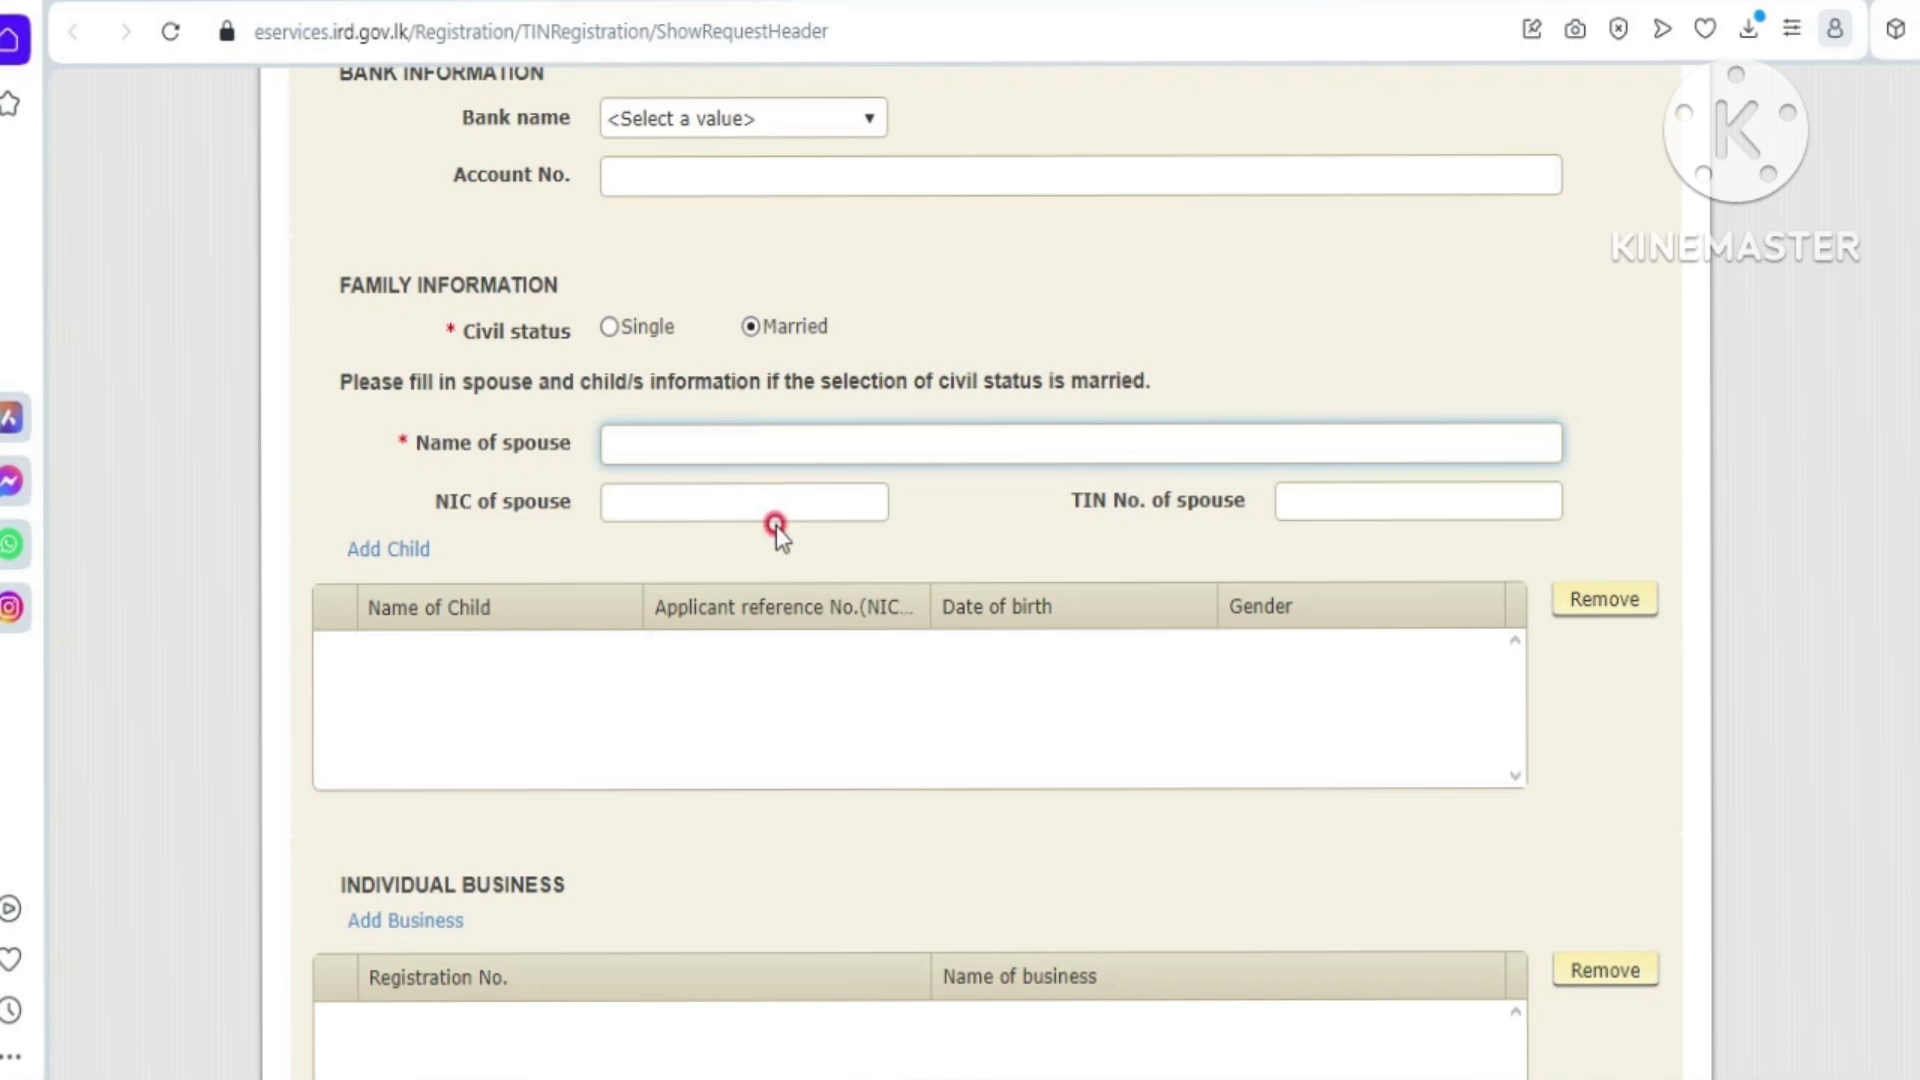 eservices.ird.gov.lk/Registration/TINRegistration/ShowRequestHeader
BANK INFORMATION
Bank name <Select a value>
Account No.
K
KINEMASTER
FAMILY INFORMATION
* Civil status Single Married
Please fill in spouse and child/s information if the selection of civil status is married.
* Name of spouse
NIC of spouse TIN No. of spouse
Add Child
Name of Child Applicant reference No.(NIC... Date of birth Gender Remove
INDIVIDUAL BUSINESS
Add Business
Registration No. Name of business Remove